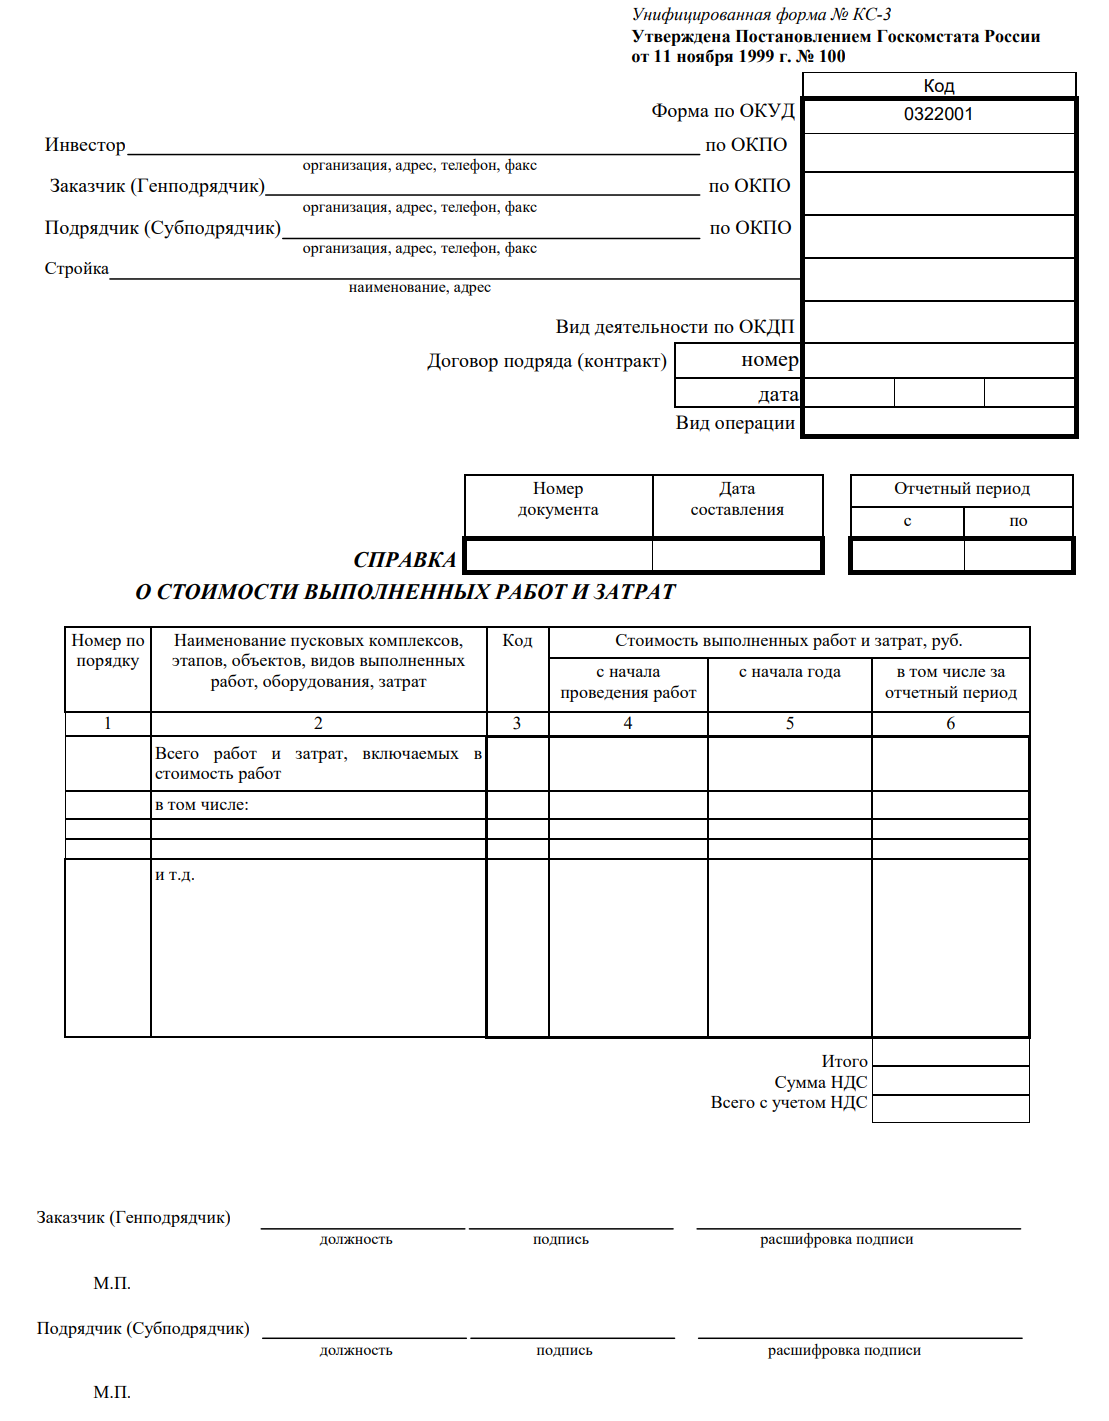 Унифицированная форма № КС-3
Утверждена Постановлением Госкомстата России
от 11 ноября 1999 г. № 100
Код
Форма по ОКУД 0322001
Инвестор по ОКПО
организация, адрес, телефон, факс
Заказчик (Генподрядчик) по ОКПО
организация, адрес, телефон, факс
Подрядчик (Субподрядчик) по ОКПО
организация, адрес, телефон, факс
Стройка
наименование, адрес
Вид деятельности по ОКДП
Договор подряда (контракт) номер
дата
Вид операции
Номер документа
Дата составления
Отчетный период
с по
СПРАВКА
О СТОИМОСТИ ВЫПОЛНЕННЫХ РАБОТ И ЗАТРАТ
Номер по порядку
Наименование пусковых комплексов, этапов, объектов, видов выполненных работ, оборудования, затрат
Код
Стоимость выполненных работ и затрат, руб.
с начала проведения работ
с начала года
в том числе за отчетный период
1 2 3 4 5 6
Всего работ и затрат, включаемых в
стоимость работ
в том числе:
и т.д.
Итого
Сумма НДС
Всего с учетом НДС
Заказчик (Генподрядчик)
должность подпись расшифровка подписи
М.П.
Подрядчик (Субподрядчик)
должность подпись расшифровка подписи
М.П.